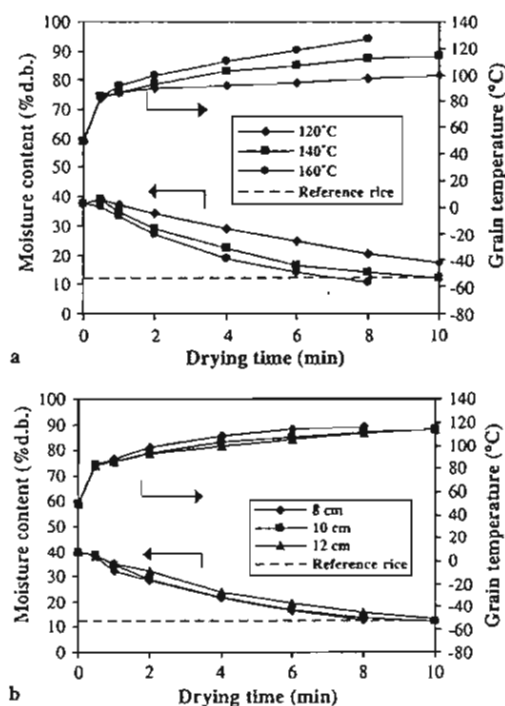 100
90
80
70
60
50
40
30
20
10
0
Moisture content (%d.b.)
140
120
100
80
60
40
20
0
-20
-40
-60
-80
Grain temperature (°C)
120°C
140°C
160°C
Reference rice
0 2 4 6 8 10
a
Drying time (min)
100
90
80
70
60
50
40
30
20
10
0
Moisture content (%d.b.)
140
120
100
80
60
40
20
0
-20
-40
-60
-80
Grain temperature (°C)
8 cm
10 cm
12 cm
Reference rice
0 2 4 6 8 10
b
Drying time (min)